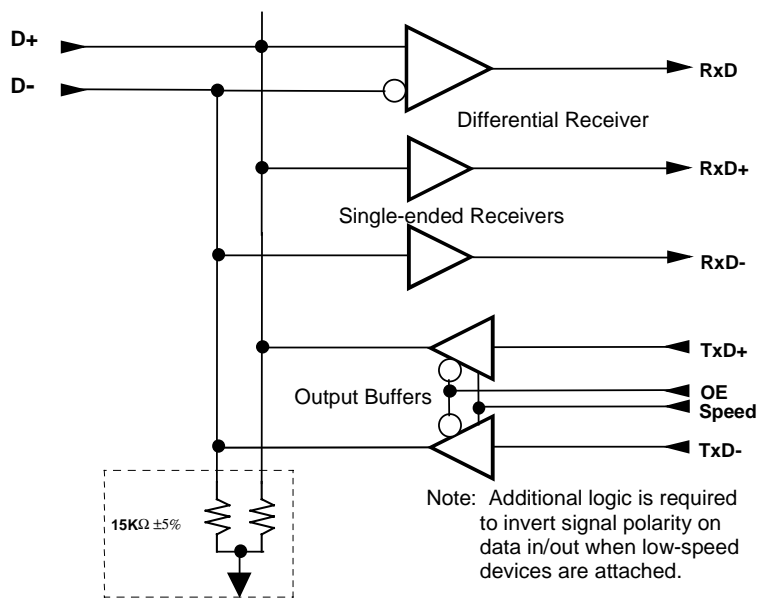 D+
D-
RxD
Differential Receiver
RxD+
Single-ended Receivers
RxD-
TxD+
Output Buffers
OE
Speed
TxD-
15KΩ ±5%
Note: Additional logic is required
to invert signal polarity on
data in/out when low-speed
devices are attached.